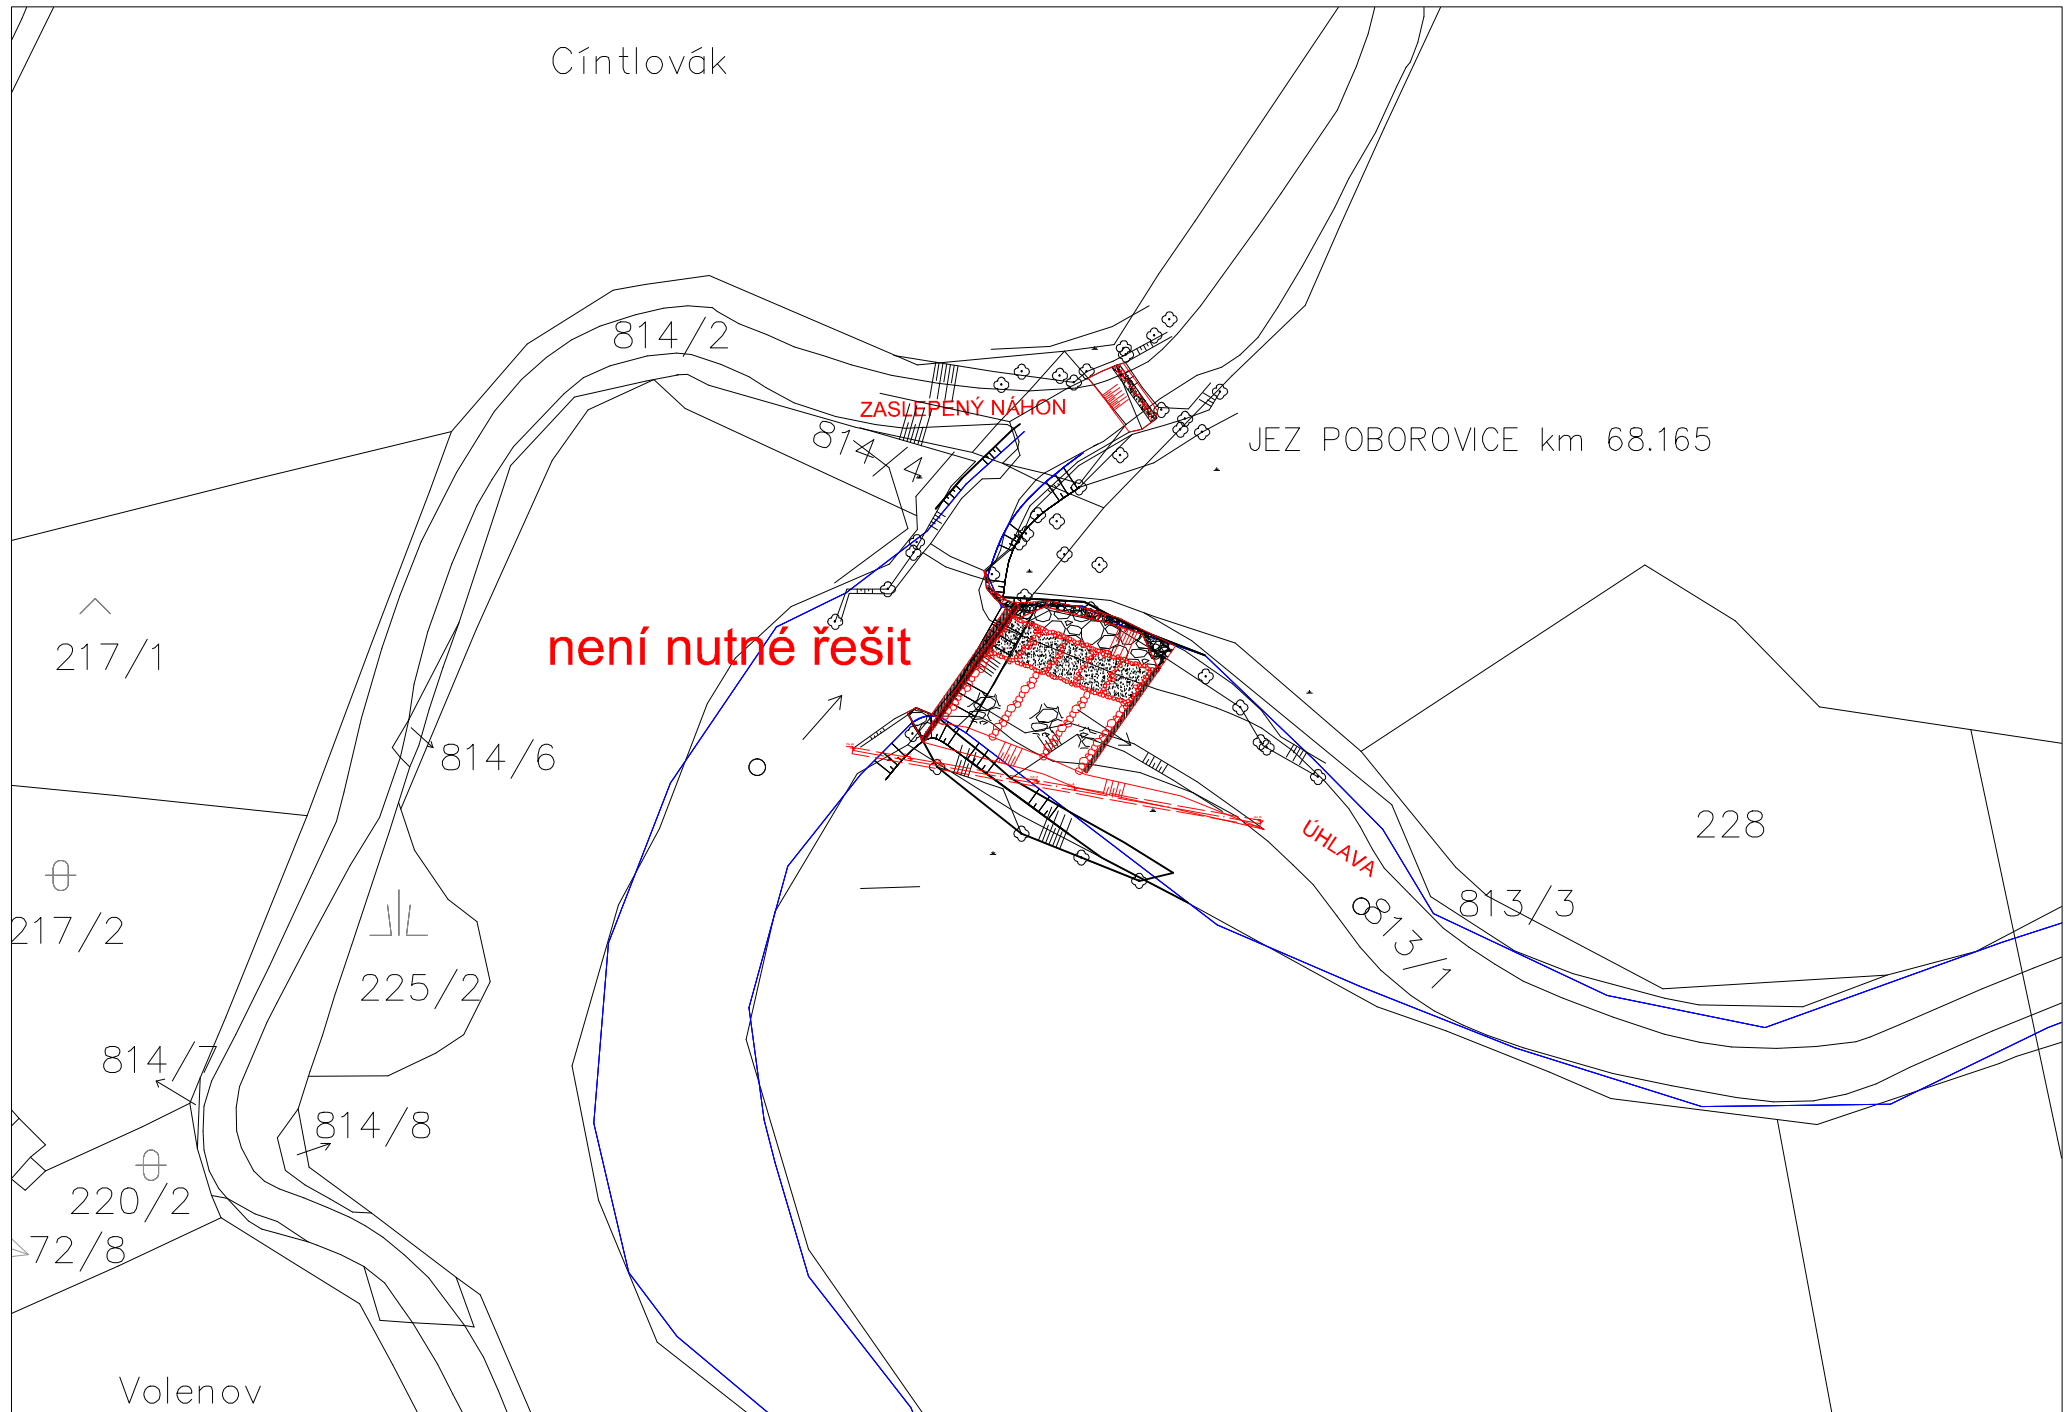 Cíntlovák
814/2
ZASLEPENÝ NÁHON
814/4
JEZ POBOROVICE km 68.165
217/1
není nutné řešit
814/6
228
ÚHLAVA
813/3
217/2
813/1
225/2
814/7
814/8
220/2
72/8
Volenov